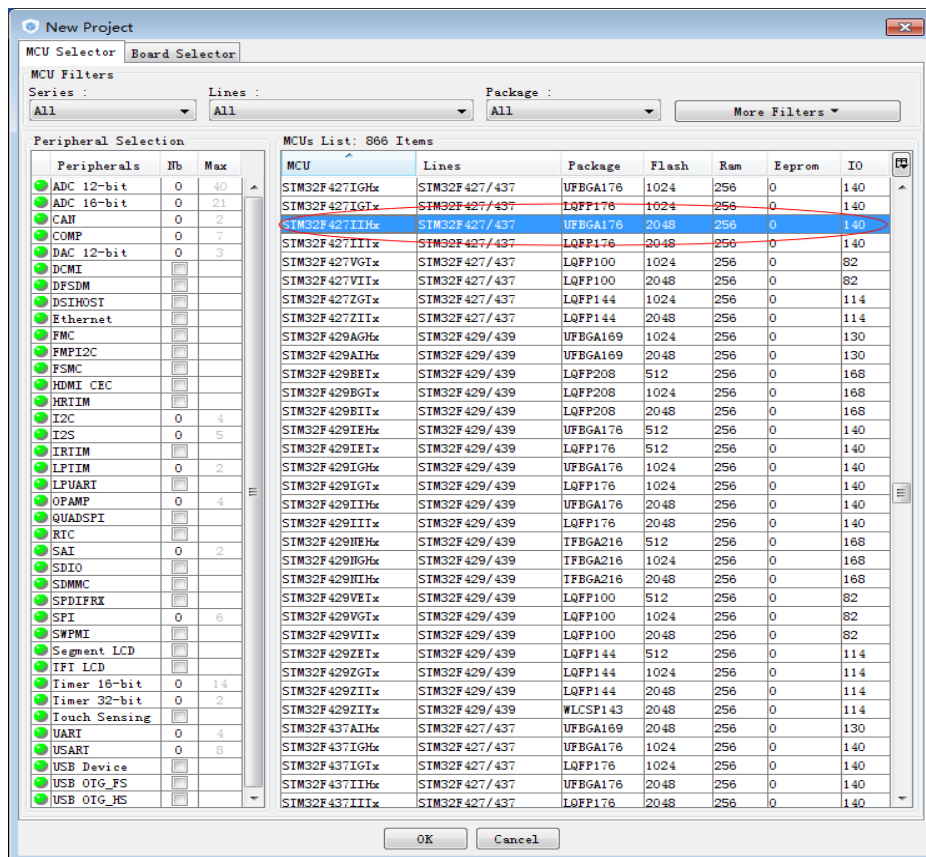 New Project
MCU Selector Board Selector
MCU Filters
Series : Lines : Package :
All All All More Filters
Peripheral Selection MCUs List: 866 Items
Peripherals Nb Max MCU Lines Package Flash Ram Eeprom IO
ADC 12-bit 0 40 STM32F427IGHx STM32F427/437 UFBGA176 1024 256 0 140
ADC 16-bit 0 21 STM32F427IGTx STM32F427/437 LQFP176 1024 256 0 140
CAN 0 2 STM32F427IIHx STM32F427/437 UFBGA176 2048 256 0 140
COMP 0 7 STM32F427IITx STM32F427/437 LQFP176 2048 256 0 140
DAC 12-bit 0 3 STM32F427VGTx STM32F427/437 LQFP100 1024 256 0 82
DCMI STM32F427VITx STM32F427/437 LQFP100 2048 256 0 82
DFSDM STM32F427ZGTx STM32F427/437 LQFP144 1024 256 0 114
DSIHOST STM32F427ZITx STM32F427/437 LQFP144 2048 256 0 114
Ethernet STM32F429AGHx STM32F429/439 UFBGA169 1024 256 0 130
FMC STM32F429AIHx STM32F429/439 UFBGA169 2048 256 0 130
FMPI2C STM32F429BETx STM32F429/439 LQFP208 512 256 0 168
FSMC STM32F429BGTx STM32F429/439 LQFP208 1024 256 0 168
HDMI CEC STM32F429BITx STM32F429/439 LQFP208 2048 256 0 168
HRTIM STM32F429IEHx STM32F429/439 UFBGA176 512 256 0 140
I2C 0 4 STM32F429IETx STM32F429/439 LQFP176 512 256 0 140
I2S 0 5 STM32F429IGHx STM32F429/439 UFBGA176 1024 256 0 140
IRTIM STM32F429IGTx STM32F429/439 LQFP176 1024 256 0 140
LPTIM 0 2 STM32F429IIHx STM32F429/439 UFBGA176 2048 256 0 140
LPUART STM32F429IITx STM32F429/439 LQFP176 2048 256 0 140
OPAMP 0 4 STM32F429NEHx STM32F429/439 TFBGA216 512 256 0 168
QUADSPI STM32F429NGHx STM32F429/439 TFBGA216 1024 256 0 168
RTC STM32F429NIHx STM32F429/439 TFBGA216 2048 256 0 168
SAI 0 2 STM32F429VETx STM32F429/439 LQFP100 512 256 0 82
SDIO STM32F429VGTx STM32F429/439 LQFP100 1024 256 0 82
SDMMC STM32F429VITx STM32F429/439 LQFP100 2048 256 0 82
SPDIFRX STM32F429ZETx STM32F429/439 LQFP144 512 256 0 114
SPI 0 6 STM32F429ZGTx STM32F429/439 LQFP144 1024 256 0 114
SWPMI STM32F429ZITx STM32F429/439 LQFP144 2048 256 0 114
Segment LCD STM32F429ZIYx STM32F429/439 WLCSP143 2048 256 0 114
TFT LCD STM32F437AIHx STM32F427/437 UFBGA169 2048 256 0 130
Timer 16-bit 0 14 STM32F437IGHx STM32F427/437 UFBGA176 1024 256 0 140
Timer 32-bit 0 2 STM32F437IGTx STM32F427/437 LQFP176 1024 256 0 140
Touch Sensing STM32F437IIHx STM32F427/437 UFBGA176 2048 256 0 140
UART 0 4 STM32F437IITx STM32F427/437 LQFP176 2048 256 0 140
USART 0 8
USB Device
USB OTG_FS
USB OTG_HS
OK Cancel